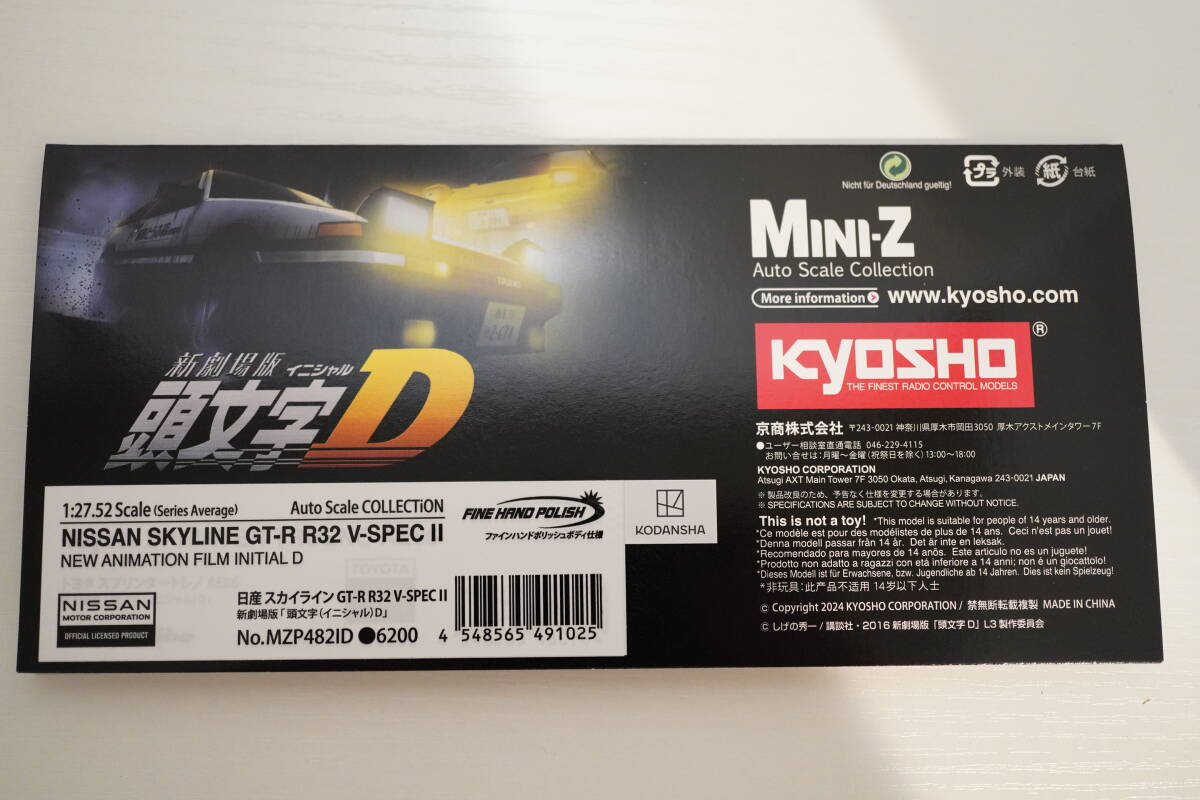 新劇場版
イニシャル
頭文字D
1:27.52 Scale (Series Average) Auto Scale COLLECTiON
NISSAN SKYLINE GT-R R32 V-SPEC II
NEW ANIMATION FILM INITIAL D
FINE HAND POLISH
ファインハンドポリッシュボディ仕様
KODANSHA
NISSAN
MOTOR CORPORATION
OFFICIAL LICENSED PRODUCT
日産 スカイライン GT-R R32 V-SPEC II
新劇場版「頭文字(イニシャル)D」
No.MZP482ID ●6200
4 548565 491025
Nicht für Deutschland gueltig!
プラ 外装
紙 台紙
MINI-Z
Auto Scale Collection
More information www.kyosho.com
KYOSHO ®
THE FINEST RADIO CONTROL MODELS
京商株式会社 〒243-0021 神奈川県厚木市岡田3050 厚木アクストメインタワー7F
●ユーザー相談室直通電話 046-229-4115
お問い合せは:月曜〜金曜(祝祭日を除く)13:00〜18:00
KYOSHO CORPORATION
Atsugi AXT Main Tower 7F 3050 Okata, Atsugi, Kanagawa 243-0021 JAPAN
※ 製品改良のため、予告なく仕様を変更する場合があります。
※ SPECIFICATIONS ARE SUBJECT TO CHANGE WITHOUT NOTICE.
This is not a toy! *This model is suitable for people of 14 years and older.
*Ce modèle est pour des modélistes de plus de 14 ans. Ceci n'est pas un jouet!
*Denna modell passar från 14 år. Det är inte en leksak.
*Recomendado para mayores de 14 anõs. Este articulo no es un juguete!
*Prodotto non adatto a ragazzi con età inferiore a 14 anni; non é un giocattolo!
*Dieses Modell ist für Erwachsene, bzw. Jugendliche ab 14 Jahren. Dies ist kein Spielzeug!
*非玩具:此产品不适用 14岁以下人士
© Copyright 2024 KYOSHO CORPORATION / 禁無断転載複製 MADE IN CHINA
© しげの秀一/講談社・2016 新劇場版「頭文字D」L3製作委員会